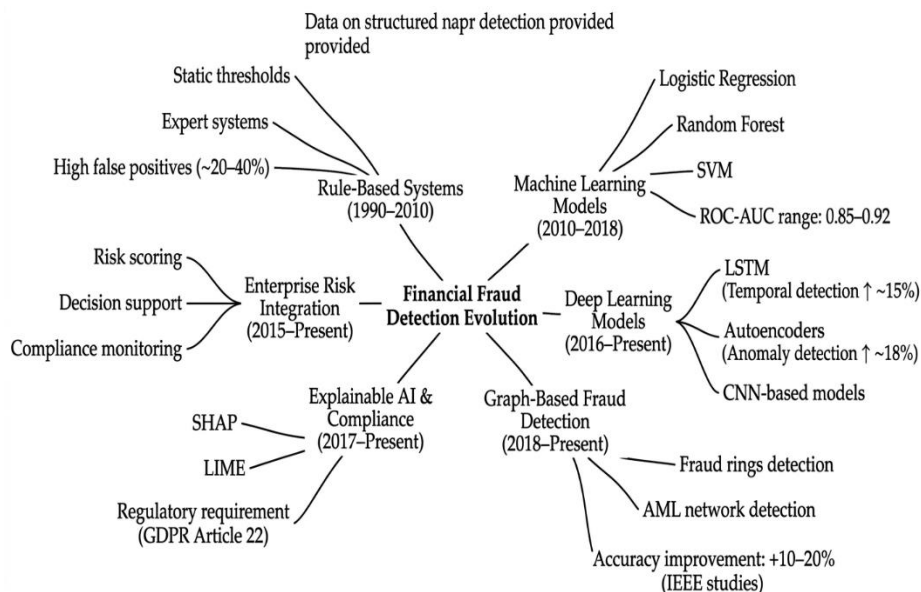 Data on structured napr detection provided
provided
Static thresholds
Expert systems
High false positives (~20–40%)
Rule-Based Systems
(1990–2010)
Logistic Regression
Random Forest
SVM
ROC-AUC range: 0.85–0.92
Machine Learning
Models
(2010–2018)
Risk scoring
Decision support
Compliance monitoring
Enterprise Risk
Integration
(2015–Present)
Financial Fraud
Detection Evolution
Deep Learning
Models
(2016–Present)
LSTM
(Temporal detection ↑ ~15%)
Autoencoders
(Anomaly detection ↑ ~18%)
CNN-based models
Explainable AI &
Compliance
(2017–Present)
SHAP
LIME
Regulatory requirement
(GDPR Article 22)
Graph-Based Fraud
Detection
(2018–Present)
Fraud rings detection
AML network detection
Accuracy improvement: +10–20%
(IEEE studies)